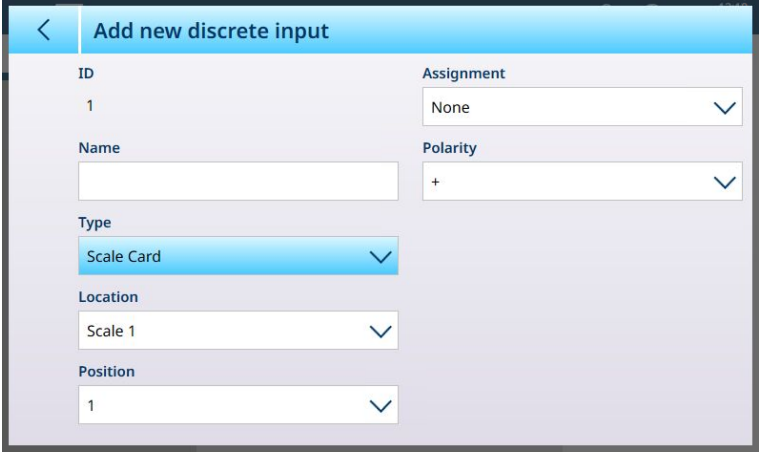 Add new discrete input
ID
1
Name
Type
Scale Card
Location
Scale 1
Position
1
Assignment
None
Polarity
+